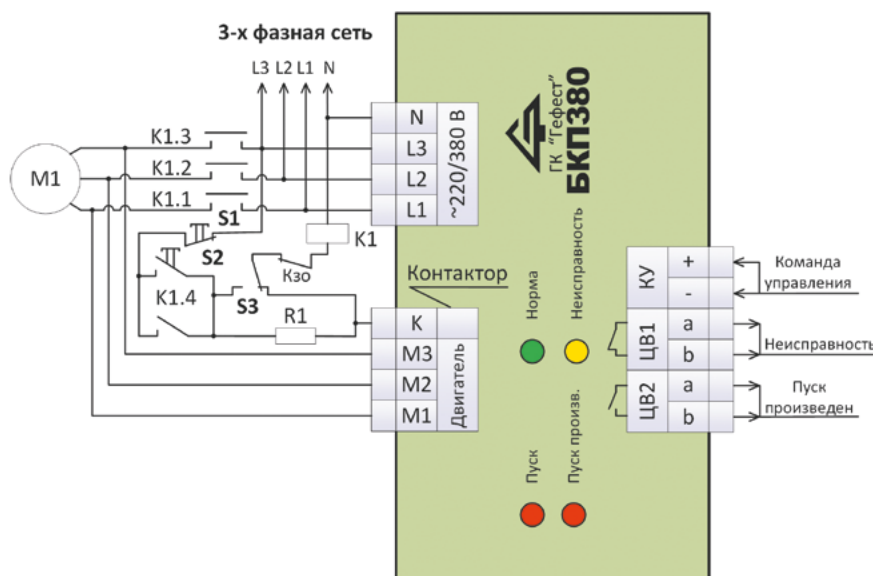 3-х фазная сеть
L3 L2 L1 N
M1
K1.3
K1.2
K1.1
S1
S2
K1.4
S3
Кзо
K1
R1
Контактор
N
L3
L2
L1
~220/380 В
K
M3
M2
M1
Двигатель
ГК "Гефест"
БКП380
Норма
Неисправность
Пуск
Пуск произв.
КУ
+
-
ЦВ1
a
b
ЦВ2
a
b
Команда
управления
Неисправность
Пуск
произведен